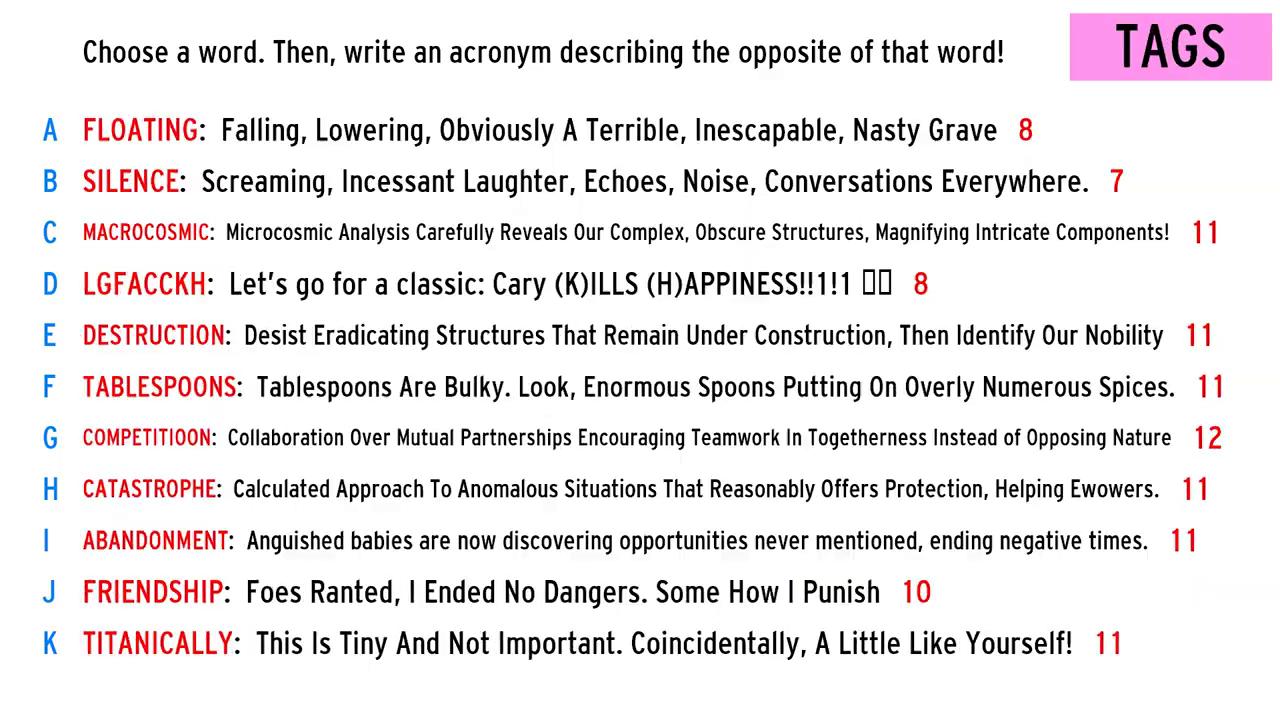 Choose a word. Then, write an acronym describing the opposite of that word!
TAGS
A FLOATING: Falling, Lowering, Obviously A Terrible, Inescapable, Nasty Grave 8
B SILENCE: Screaming, Incessant Laughter, Echoes, Noise, Conversations Everywhere. 7
C MACROCOSMIC: Microcosmic Analysis Carefully Reveals Our Complex, Obscure Structures, Magnifying Intricate Components! 11
D LGFACCKH: Let's go for a classic: Cary (K)ILLS (H)APPINESS!!1!1 8
E DESTRUCTION: Desist Eradicating Structures That Remain Under Construction, Then Identify Our Nobility 11
F TABLESPOONS: Tablespoons Are Bulky. Look, Enormous Spoons Putting On Overly Numerous Spices. 11
G COMPETITIOON: Collaboration Over Mutual Partnerships Encouraging Teamwork In Togetherness Instead of Opposing Nature 12
H CATASTROPHE: Calculated Approach To Anomalous Situations That Reasonably Offers Protection, Helping Ewowers. 11
I ABANDONMENT: Anguished babies are now discovering opportunities never mentioned, ending negative times. 11
J FRIENDSHIP: Foes Ranted, I Ended No Dangers. Some How I Punish 10
K TITANICALLY: This Is Tiny And Not Important. Coincidentally, A Little Like Yourself! 11